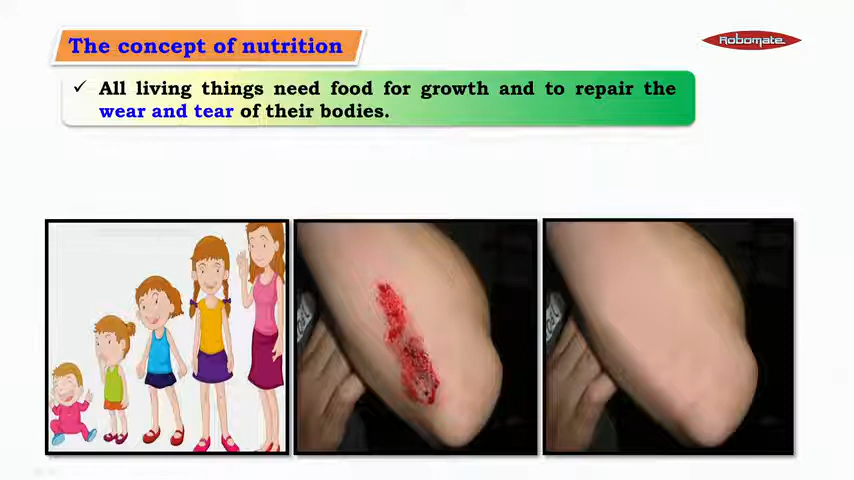 The concept of nutrition
Robomate
✓ All living things need food for growth and to repair the
wear and tear of their bodies.